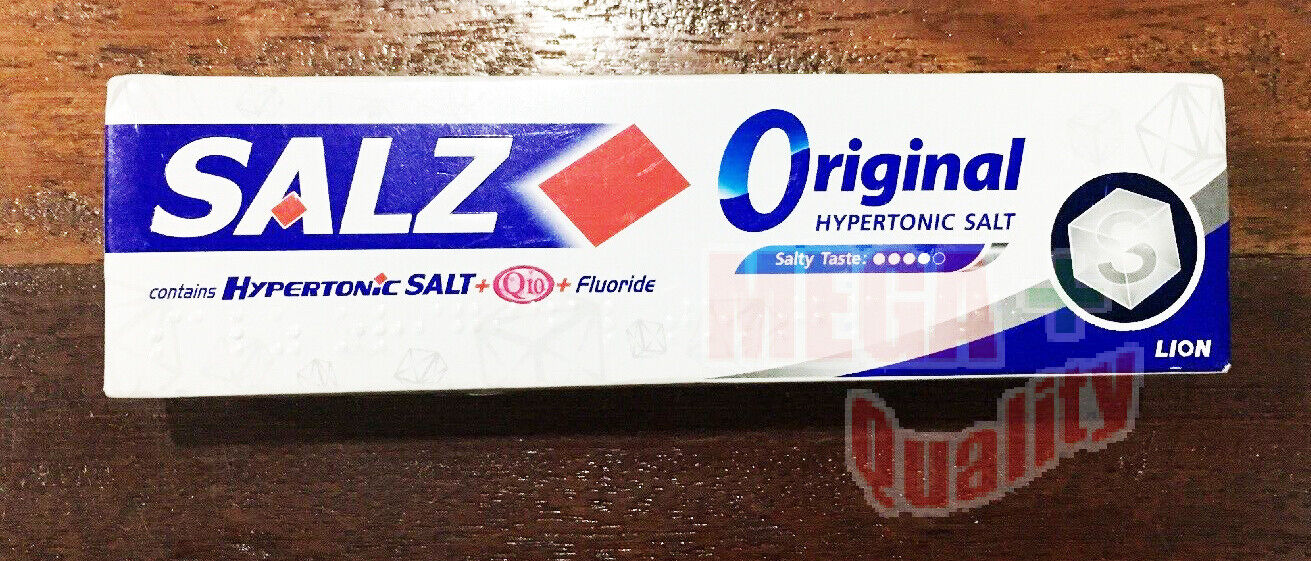 SALZ
contains HYPERTONIC SALT + Q10 + Fluoride
Original
HYPERTONIC SALT
Salty Taste:
S
LION
MEGA+
Quality